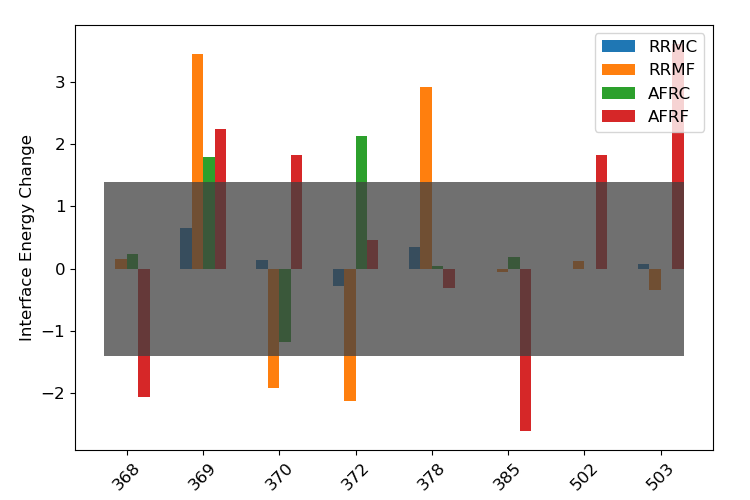 RRMC
RRMF
AFRC
AFRF
Interface Energy Change
3
2
1
0
−1
−2
368 369 370 372 378 385 502 503